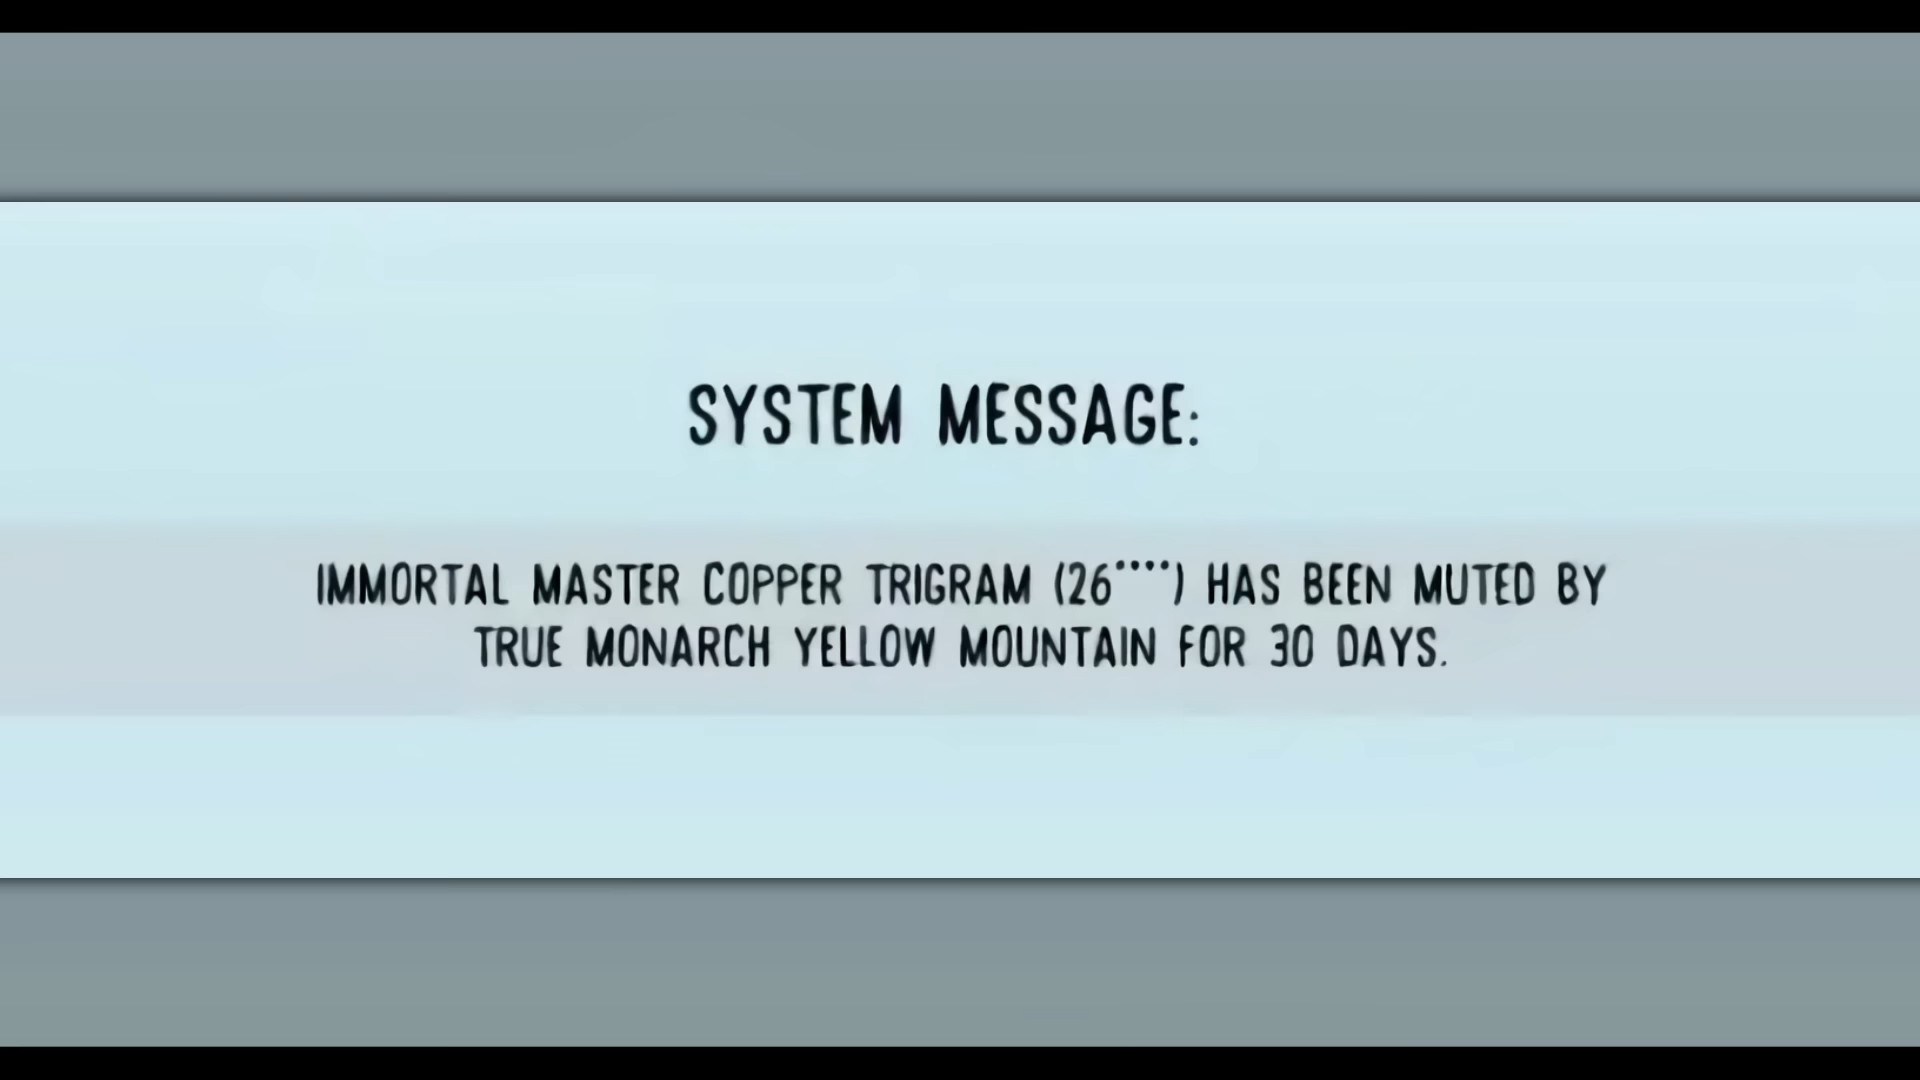 SYSTEM MESSAGE:
IMMORTAL MASTER COPPER TRIGRAM (26****) HAS BEEN MUTED BY
TRUE MONARCH YELLOW MOUNTAIN FOR 30 DAYS.